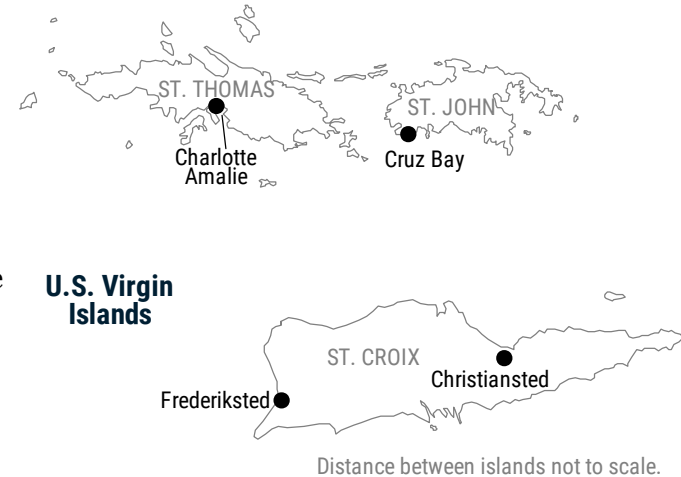 ST. THOMAS
ST. JOHN
Charlotte
Amalie
Cruz Bay
U.S. Virgin
Islands
ST. CROIX
Christiansted
Frederiksted
Distance between islands not to scale.